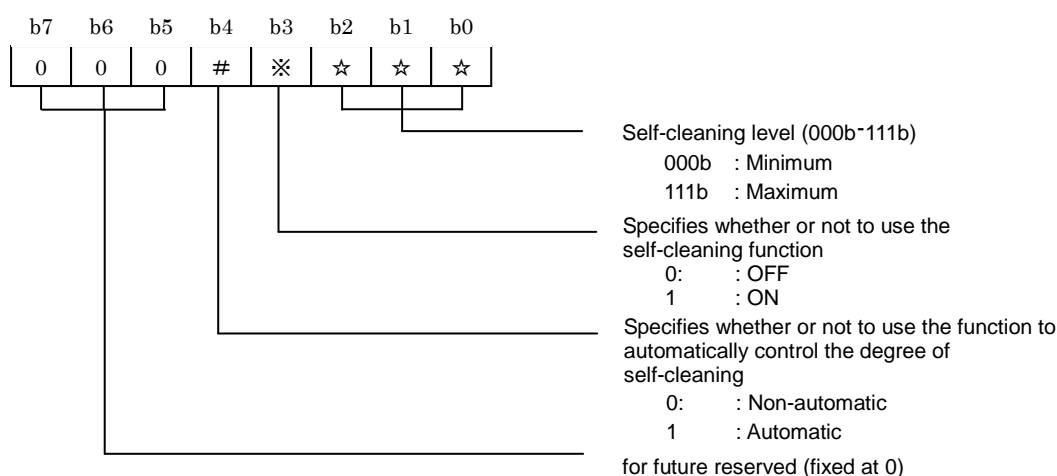 b7 b6 b5 b4 b3 b2 b1 b0
0 0 0 # ※ ☆ ☆ ☆
Self-cleaning level (000b-111b)
000b : Minimum
111b : Maximum
Specifies whether or not to use the
self-cleaning function
0: : OFF
1 : ON
Specifies whether or not to use the function to
automatically control the degree of
self-cleaning
0: : Non-automatic
1 : Automatic
for future reserved (fixed at 0)